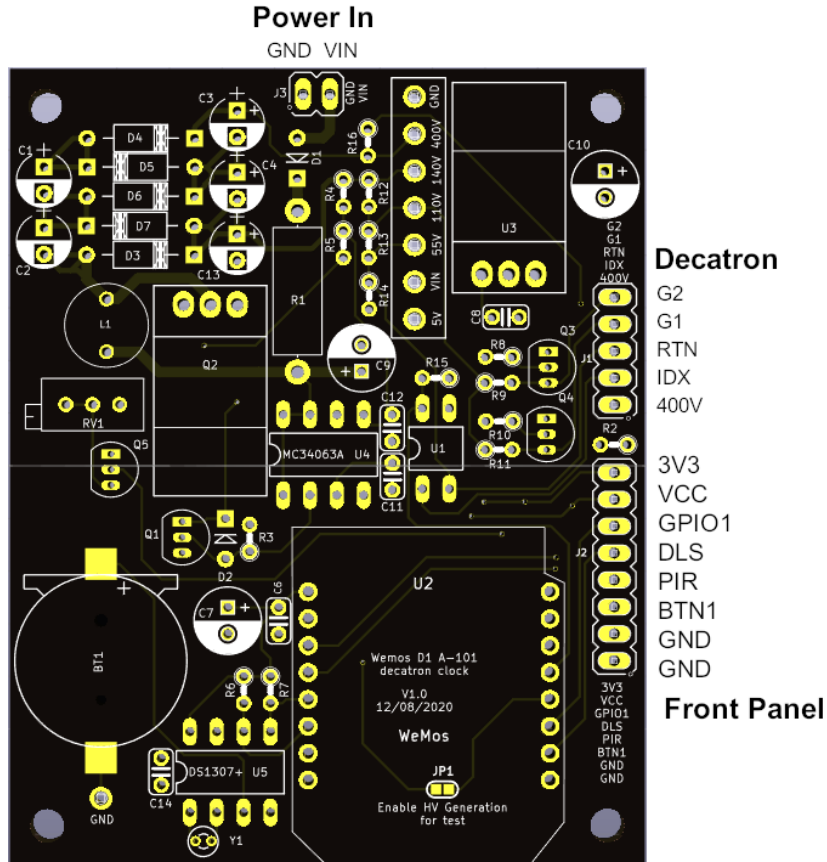 Power In
GND VIN
C3
J3
GND
VIN
GND
400V
140V
110V
55V
VIN
5V
R16
C10
D4
D5
D6
D7
D3
C1
C4
D1
R4
R12
R5
R13
R14
U3
C2
C13
G2
G1
RTN
IDX
400V
Decatron
G2
G1
RTN
IDX
400V
L1
R1
Q2
C8
Q3
R8
J1
C9
R15
R9
Q4
RV1
C12
R10
R2
Q5
MC34063A U4
U1
R11
C11
3V3
VCC
GPIO1
DLS
PIR
BTN1
GND
GND
Front Panel
Q1
R3
D2
J2
C6
U2
C7
BT1
Wemos D1 A-101
decatron clock
V1.0
12/08/2020
WeMos
R6
R7
3V3
VCC
GPIO1
DLS
PIR
BTN1
GND
GND
DS1307+ U5
JP1
Enable HV Generation
for test
C14
GND
Y1